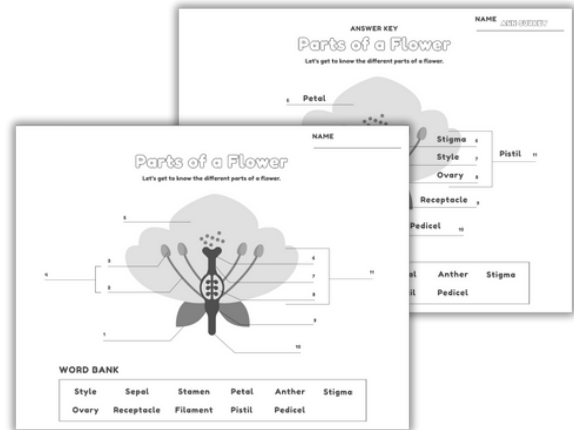 ANSWER KEY
NAME
Parts of a Flower
Let's get to know the different parts of a flower.
5 Petal
Stigma 6
Style 7
Pistil 11
Ovary 8
Receptacle 9
Pedicel 10
al Anther Stigma
il Pedicel
NAME
Parts of a Flower
Let's get to know the different parts of a flower.
5
3 6
4 7 11
2 8
9
1
10
WORD BANK
Style Sepal Stamen Petal Anther Stigma
Ovary Receptacle Filament Pistil Pedicel